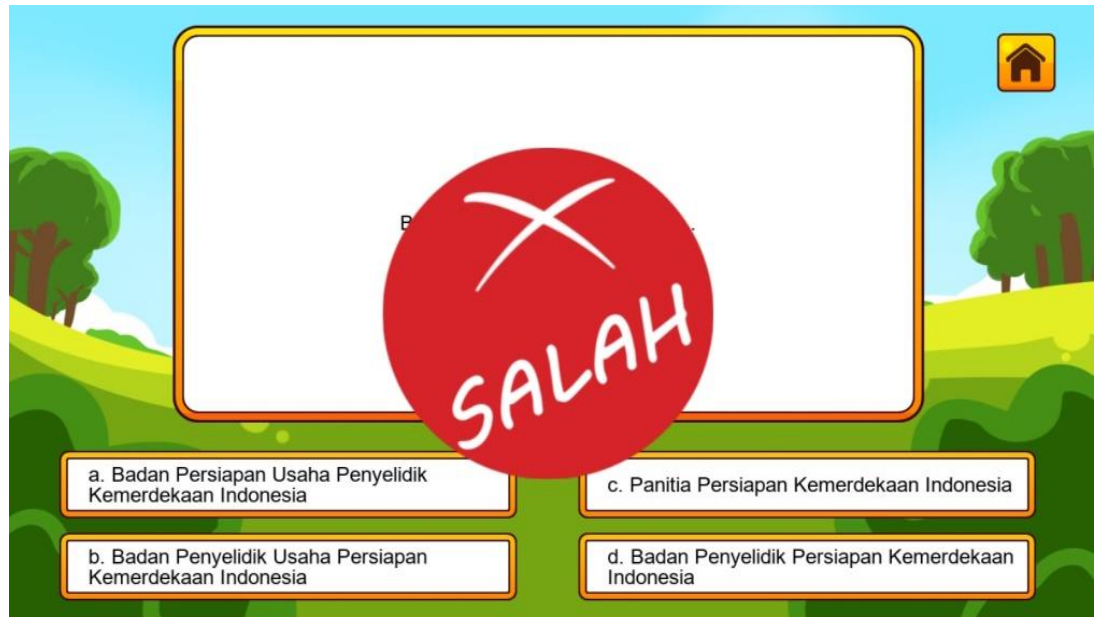 SALAH
a. Badan Persiapan Usaha Penyelidik
Kemerdekaan Indonesia
b. Badan Penyelidik Usaha Persiapan
Kemerdekaan Indonesia
c. Panitia Persiapan Kemerdekaan Indonesia
d. Badan Penyelidik Persiapan Kemerdekaan
Indonesia